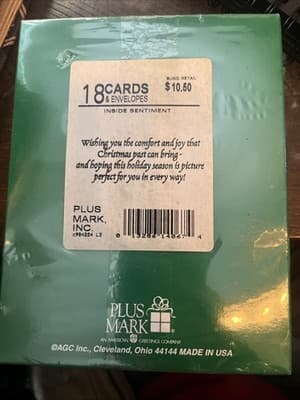 18 CARDS
& ENVELOPES
SUGG RETAIL
$10.50
INSIDE SENTIMENT
Wishing you the comfort and joy that
Christmas past can bring -
and hoping this holiday season is picture
perfect for you in every way!
PLUS
MARK,
INC.
PLUS
MARK
AN AMERICAN GREETINGS COMPANY
©AGC Inc., Cleveland, Ohio 44144 MADE IN USA